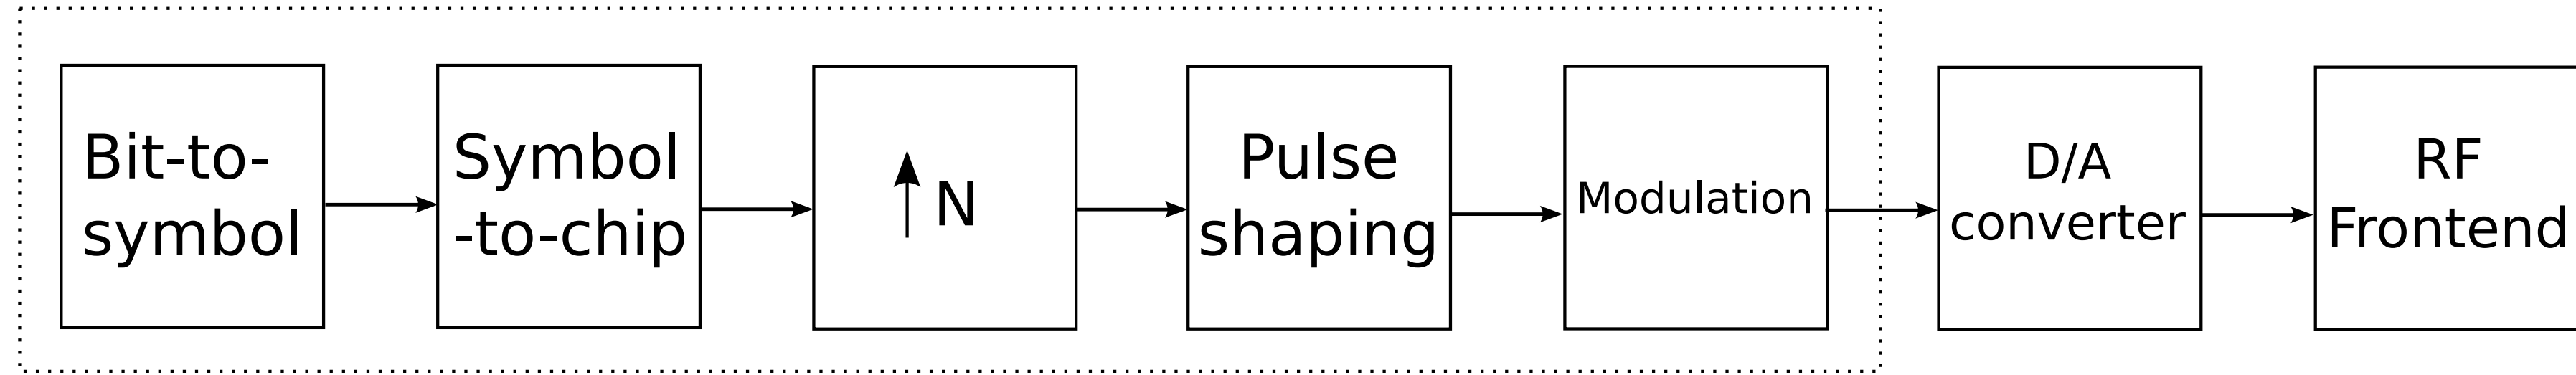 Bit-to-
symbol
Symbol
-to-chip
N
Pulse
shaping
Modulation
D/A
converter
RF
Frontend